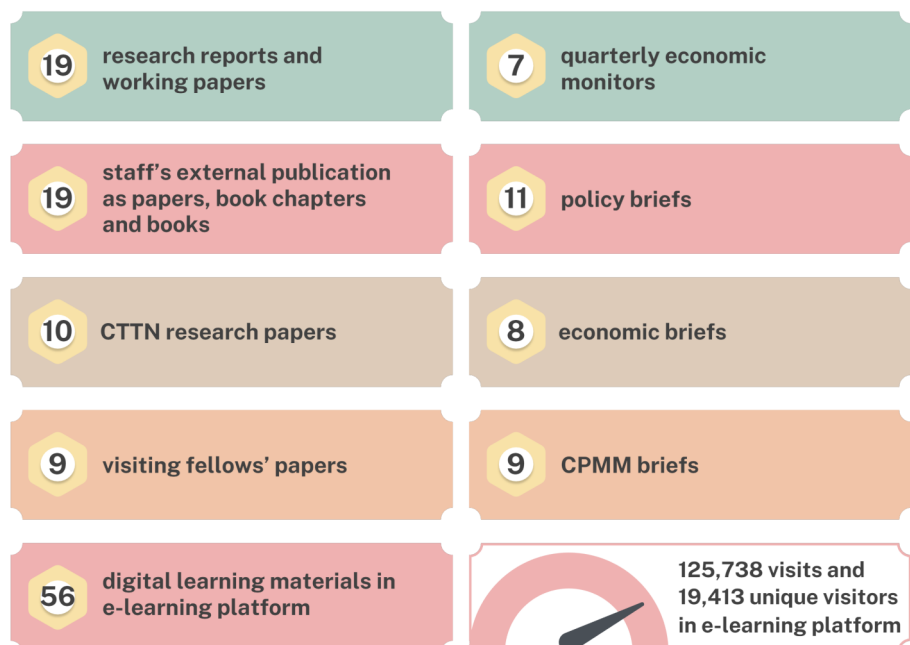 19
research reports and
working papers
7
quarterly economic
monitors
19
staff’s external publication
as papers, book chapters
and books
11
policy briefs
10
CTTN research papers
8
economic briefs
9
visiting fellows’ papers
9
CPMM briefs
56
digital learning materials in
e-learning platform
125,738 visits and
19,413 unique visitors
in e-learning platform